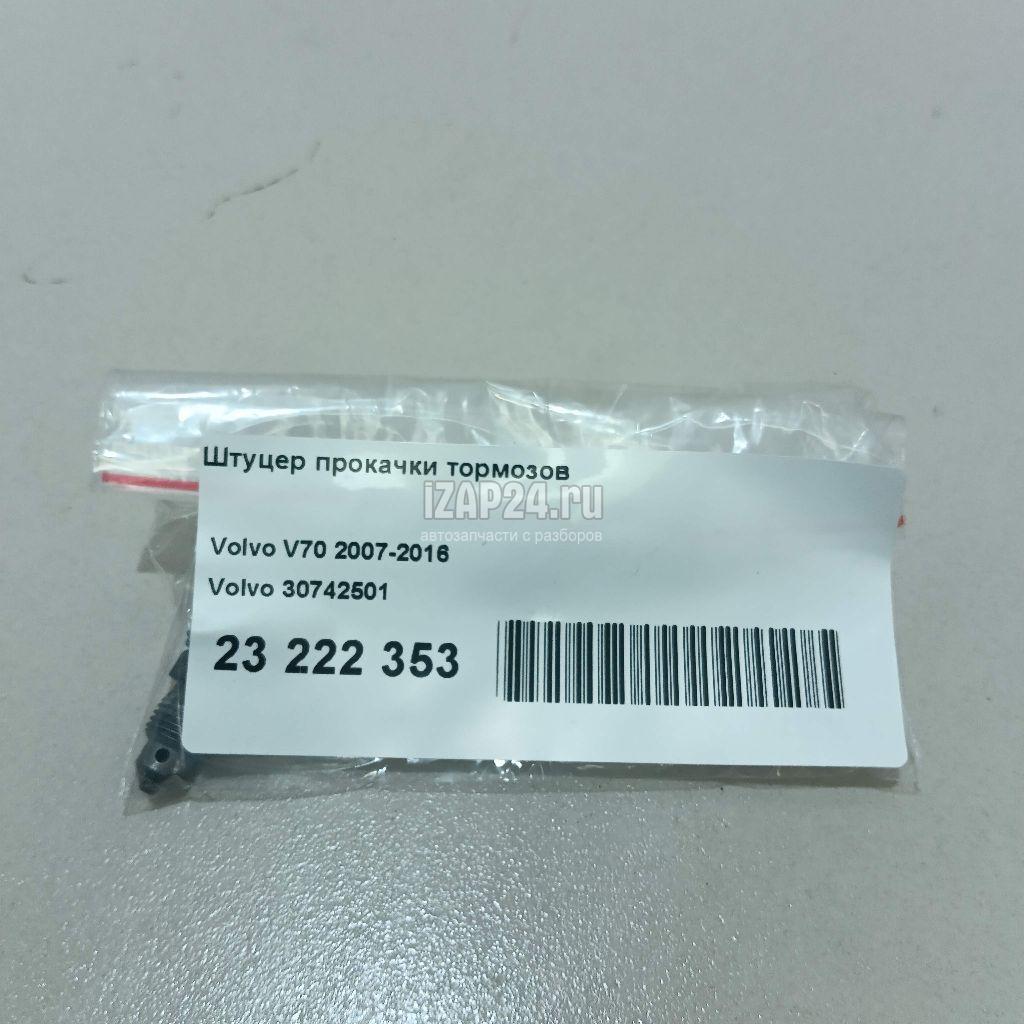 Штуцер прокачки тормозов
iZAP24.ru
автозапчасти с разборов
Volvo V70 2007-2016
Volvo 30742501
23 222 353